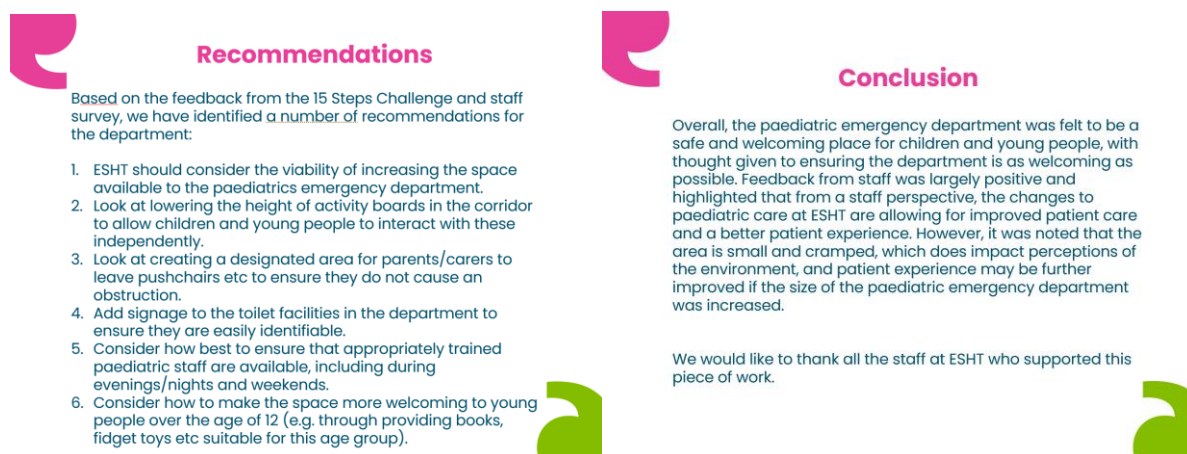 Recommendations
Based on the feedback from the 15 Steps Challenge and staff
survey, we have identified a number of recommendations for
the department:
1. ESHT should consider the viability of increasing the space
available to the paediatrics emergency department.
2. Look at lowering the height of activity boards in the corridor
to allow children and young people to interact with these
independently.
3. Look at creating a designated area for parents/carers to
leave pushchairs etc to ensure they do not cause an
obstruction.
4. Add signage to the toilet facilities in the department to
ensure they are easily identifiable.
5. Consider how best to ensure that appropriately trained
paediatric staff are available, including during
evenings/nights and weekends.
6. Consider how to make the space more welcoming to young
people over the age of 12 (e.g. through providing books,
fidget toys etc suitable for this age group).
Conclusion
Overall, the paediatric emergency department was felt to be a
safe and welcoming place for children and young people, with
thought given to ensuring the department is as welcoming as
possible. Feedback from staff was largely positive and
highlighted that from a staff perspective, the changes to
paediatric care at ESHT are allowing for improved patient care
and a better patient experience. However, it was noted that the
area is small and cramped, which does impact perceptions of
the environment, and patient experience may be further
improved if the size of the paediatric emergency department
was increased.
We would like to thank all the staff at ESHT who supported this
piece of work.